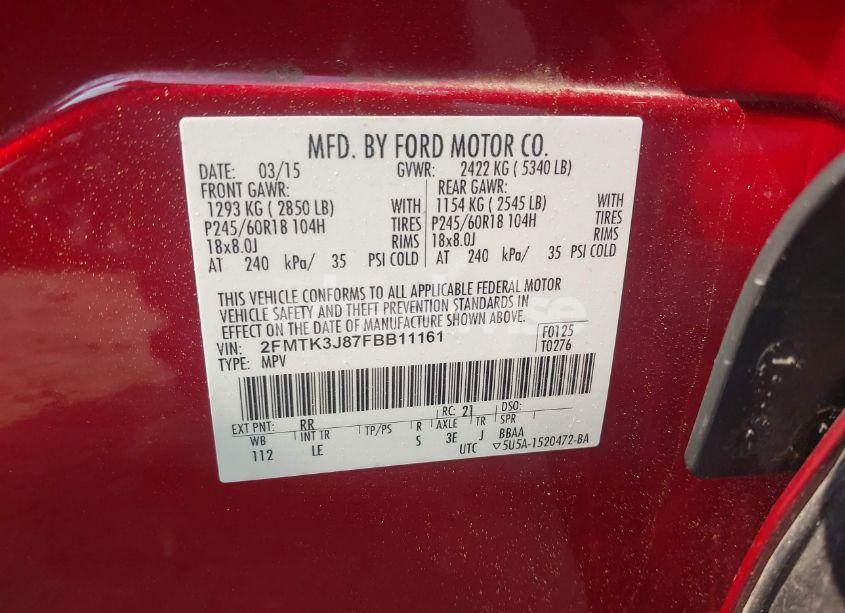 MFD. BY FORD MOTOR CO.
DATE: 03/15 GVWR: 2422 KG ( 5340 LB)
FRONT GAWR: REAR GAWR:
1293 KG ( 2850 LB) WITH 1154 KG ( 2545 LB) WITH
P245/60R18 104H TIRES P245/60R18 104H TIRES
18x8.0J RIMS 18x8.0J RIMS
AT 240 kPa/ 35 PSI COLD AT 240 kPa/ 35 PSI COLD
THIS VEHICLE CONFORMS TO ALL APPLICABLE FEDERAL MOTOR
VEHICLE SAFETY AND THEFT PREVENTION STANDARDS IN
EFFECT ON THE DATE OF MANUFACTURE SHOWN ABOVE.
VIN: 2FMTK3J87FBB11161 F0125
TYPE: MPV T0276
RC: 21 DSO:
EXT PNT: RR
WB INT TR TP/PS R AXLE TR SPR
112 LE S 3E J BBAA
UTC ▽5U5A-1520472-BA